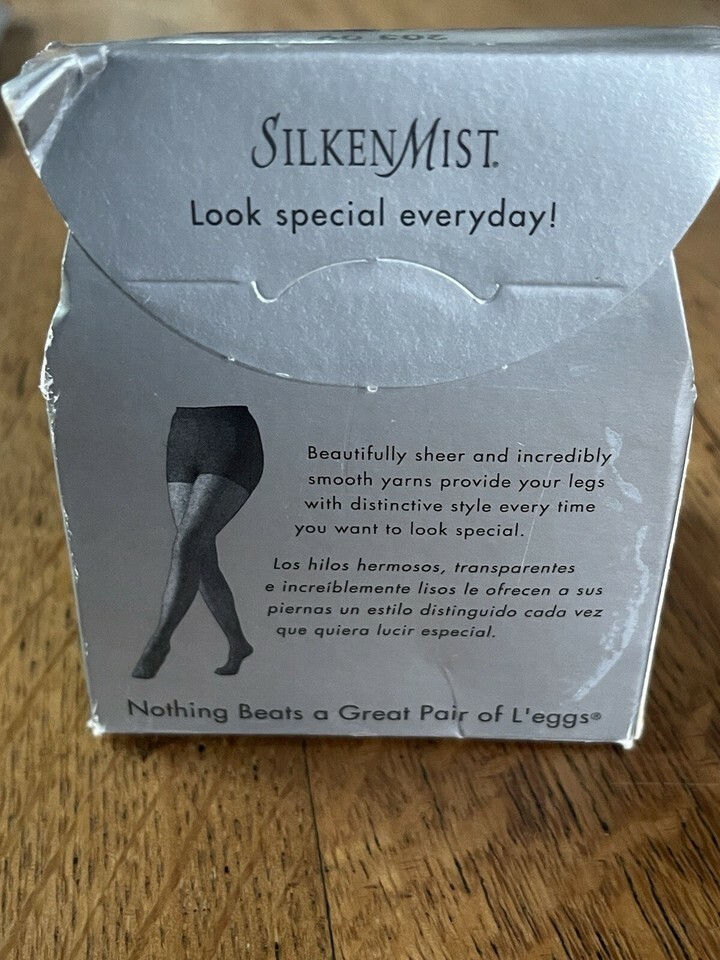 SILKEN MIST.
Look special everyday!
Beautifully sheer and incredibly
smooth yarns provide your legs
with distinctive style every time
you want to look special.
Los hilos hermosos, transparentes
e increíblemente lisos le ofrecen a sus
piernas un estilo distinguido cada vez
que quiera lucir especial.
Nothing Beats a Great Pair of L'eggs®